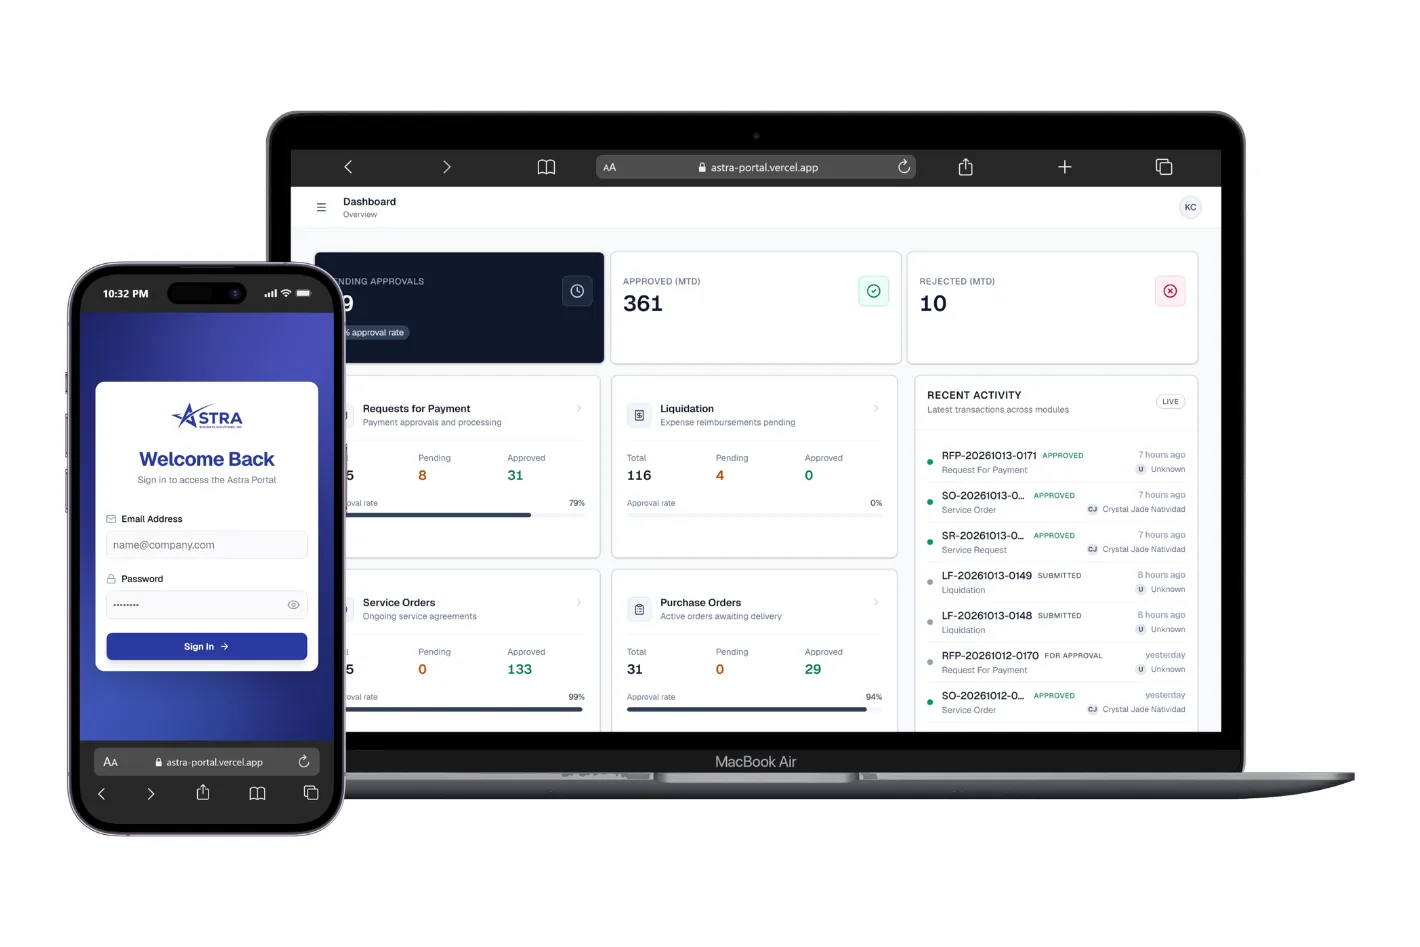 10:32 PM
ASTRA
BUSINESS SOLUTIONS, INC
Welcome Back
Sign in to access the Astra Portal
Email Address
name@company.com
Password
Sign In
AA
astra-portal.vercel.app
AA
astra-portal.vercel.app
Dashboard
Overview
KC
NDING APPROVALS
9
% approval rate
APPROVED (MTD)
361
REJECTED (MTD)
10
Requests for Payment
Payment approvals and processing
Pending Approved
5 8 31
oval rate 79%
Liquidation
Expense reimbursements pending
Total Pending Approved
116 4 0
Approval rate 0%
Service Orders
Ongoing service agreements
Pending Approved
5 0 133
oval rate 99%
Purchase Orders
Active orders awaiting delivery
Total Pending Approved
31 0 29
Approval rate 94%
RECENT ACTIVITY
Latest transactions across modules
LIVE
RFP-20261013-0171 APPROVED 7 hours ago
Request For Payment U Unknown
SO-20261013-0... APPROVED 7 hours ago
Service Order CJ Crystal Jade Natividad
SR-20261013-0... APPROVED 7 hours ago
Service Request CJ Crystal Jade Natividad
LF-20261013-0149 SUBMITTED 8 hours ago
Liquidation U Unknown
LF-20261013-0148 SUBMITTED 8 hours ago
Liquidation U Unknown
RFP-20261012-0170 FOR APPROVAL yesterday
Request For Payment U Unknown
SO-20261012-0... APPROVED yesterday
Service Order CJ Crystal Jade Natividad
MacBook Air